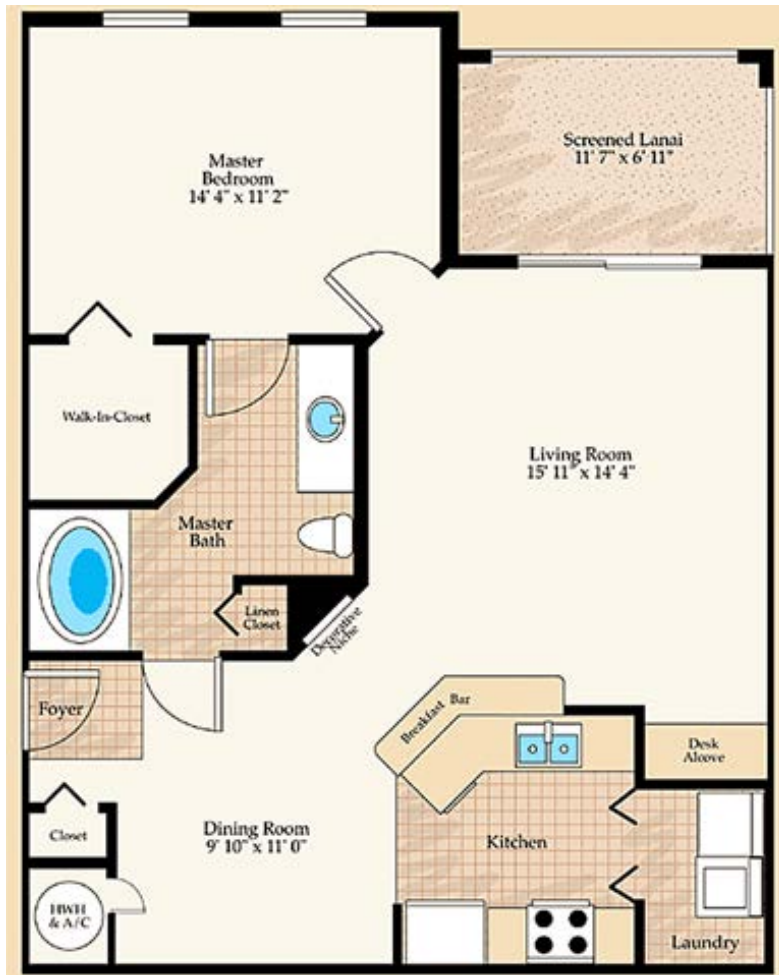 Master
Bedroom
14' 4" x 11' 2"
Screened Lanai
11' 7" x 6' 11"
Walk-In-Closet
Living Room
15' 11" x 14' 4"
Master
Bath
Linen
Closet
Decorative
Niche
Foyer
Breakfast Bar
Desk
Alcove
Closet
Dining Room
9' 10" x 11' 0"
Kitchen
HWH
& A/C
Laundry